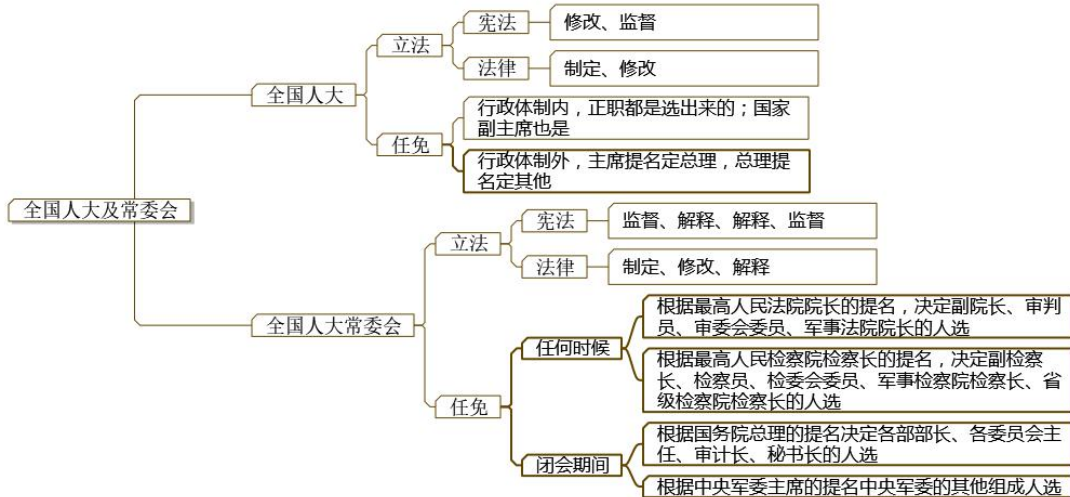 全国人大及常委会
全国人大
立法
宪法
修改、监督
法律
制定、修改
任免
行政体制内，正职都是选出来的；国家
副主席也是
行政体制外，主席提名定总理，总理提
名定其他
全国人大常委会
立法
宪法
监督、解释、解释、监督
法律
制定、修改、解释
任免
任何时候
根据最高人民法院院长的提名，决定副院长、审判
员、审委会委员、军事法院院长的人选
根据最高人民检察院检察长的提名，决定副检察
长、检察员、检委会委员、军事检察院检察长、省
级检察院检察长的人选
闭会期间
根据国务院总理的提名决定各部部长、各委员会主
任、审计长、秘书长的人选
根据中央军委主席的提名中央军委的其他组成人选